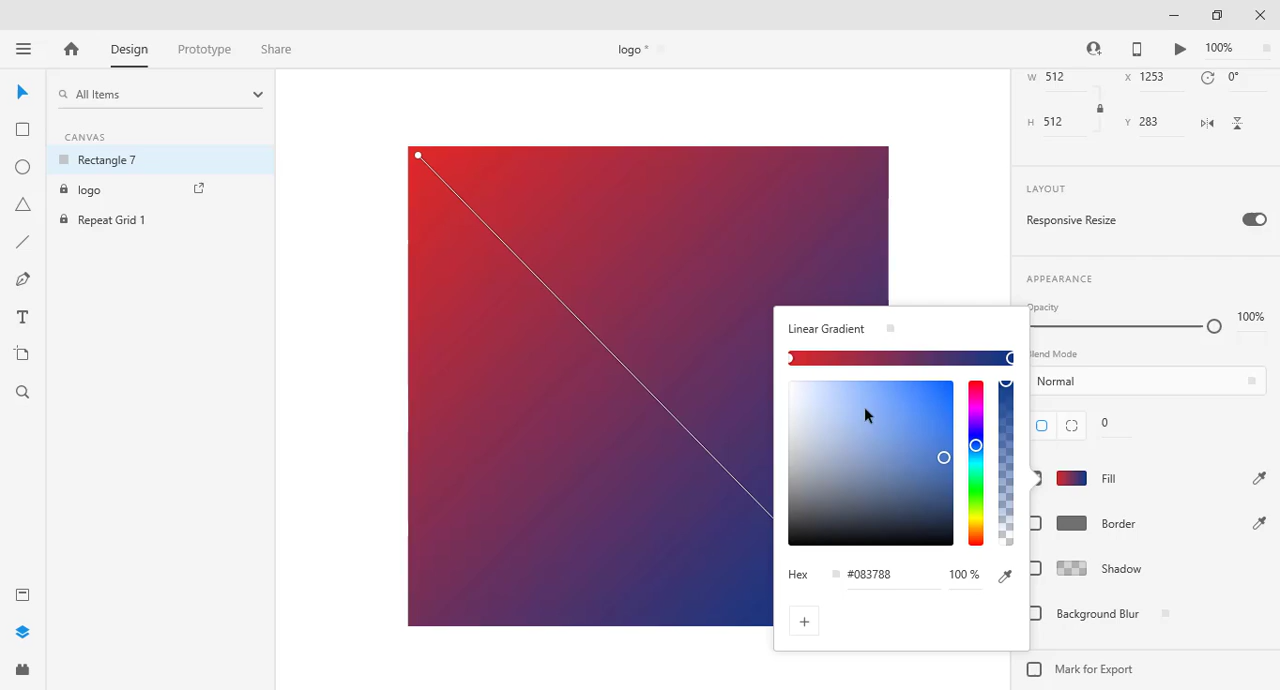 Design
Prototype
Share
logo *
100%
All Items
CANVAS
Rectangle 7
logo
Repeat Grid 1
W 512 X 1253 0°
H 512 Y 283
LAYOUT
Responsive Resize
APPEARANCE
Opacity
100%
Blend Mode
Normal
0
Fill
Border
Shadow
Background Blur
Mark for Export
Linear Gradient
Hex #083788 100 %